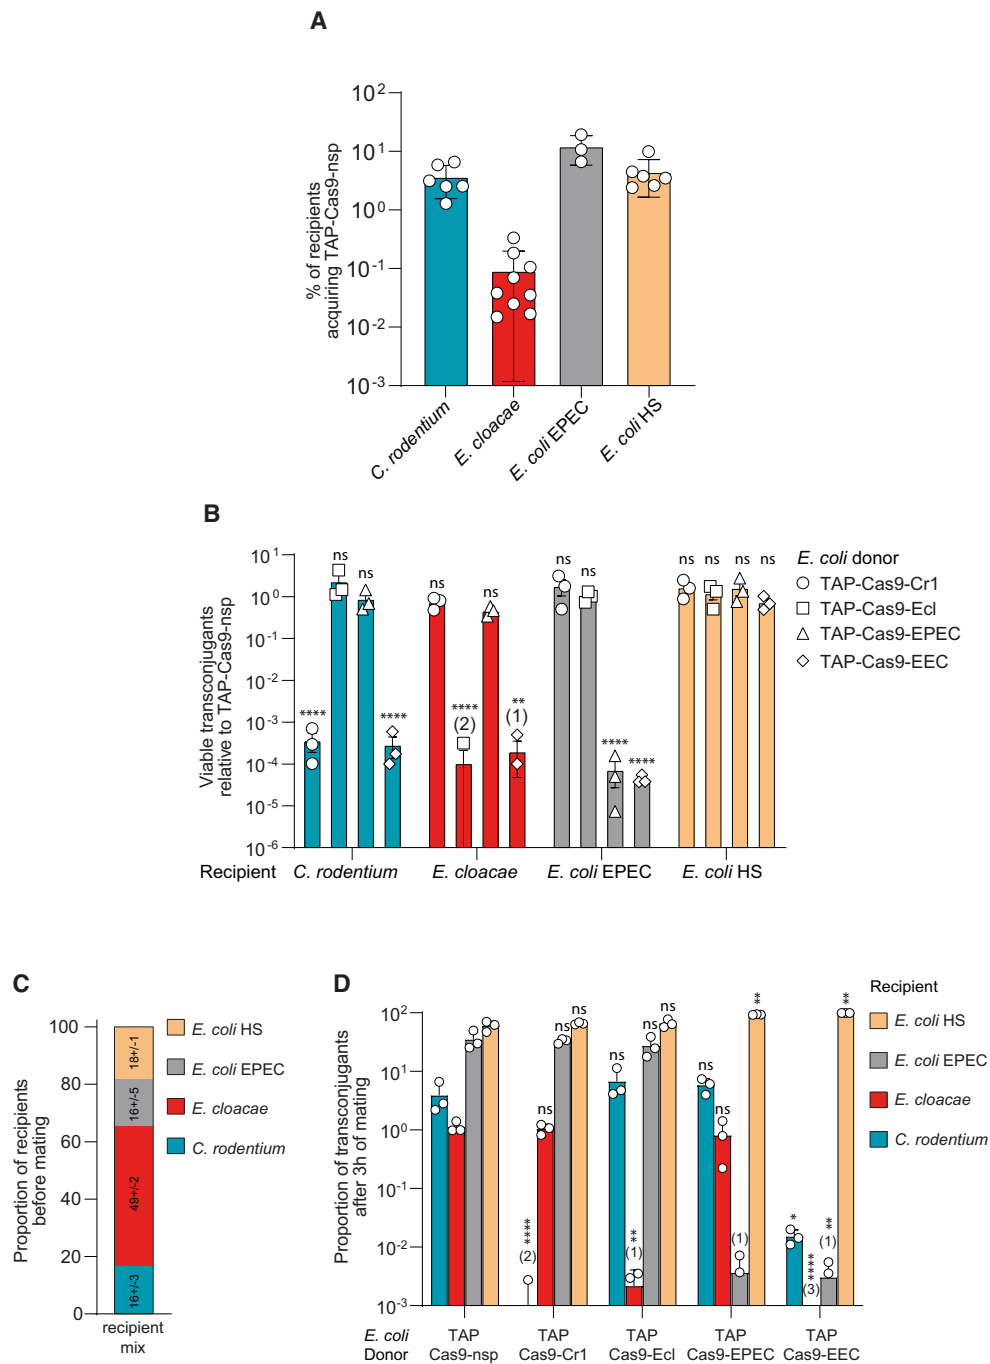 A
% of recipients
acquiring TAP-Cas9-nsp
10²
10¹
10⁰
10⁻¹
10⁻²
10⁻³
C. rodentium
E. cloacae
E. coli EPEC
E. coli HS
B
Viable transconjugants
relative to TAP-Cas9-nsp
10¹
10⁰
10⁻¹
10⁻²
10⁻³
10⁻⁴
10⁻⁵
10⁻⁶
**** ns ns ****
ns **** (2) ns ** (1)
ns ns **** ****
ns ns ns ns
Recipient C. rodentium E. cloacae E. coli EPEC E. coli HS
E. coli donor
TAP-Cas9-Cr1
TAP-Cas9-Ecl
TAP-Cas9-EPEC
TAP-Cas9-EEC
C
Proportion of recipients
before mating
100
80
60
40
20
0
18+/-1
16+/-5
49+/-2
16+/-3
recipient
mix
E. coli HS
E. coli EPEC
E. cloacae
C. rodentium
D
Proportion of transconjugants
after 3h of mating
10²
10¹
10⁰
10⁻¹
10⁻²
10⁻³
**** (2) ns ns ns
ns ** (1) ns ns
ns ns (1) **
* **** (3) ** (1) **
E. coli TAP TAP TAP TAP TAP
Donor Cas9-nsp Cas9-Cr1 Cas9-Ecl Cas9-EPEC Cas9-EEC
Recipient
E. coli HS
E. coli EPEC
E. cloacae
C. rodentium